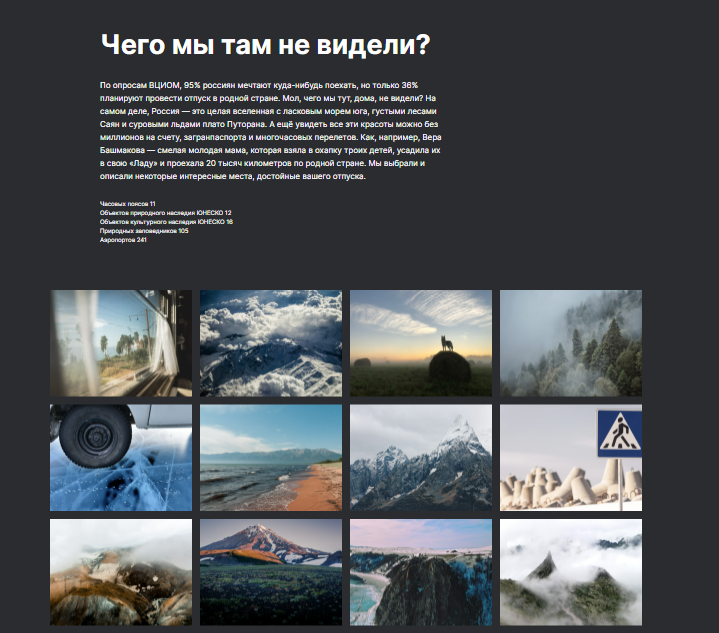 Чего мы там не видели?
По опросам ВЦИОМ, 95% россиян мечтают куда-нибудь поехать, но только 36%
планируют провести отпуск в родной стране. Мол, чего мы тут, дома, не видели? На
самом деле, Россия — это целая вселенная с ласковым морем юга, густыми лесами
Саян и суровыми льдами плато Путорана. А ещё увидеть все эти красоты можно без
миллионов на счету, загранпаспорта и многочасовых перелетов. Как, например, Вера
Башмакова — смелая молодая мама, которая взяла в охапку троих детей, усадила их
в свою «Ладу» и проехала 20 тысяч километров по родной стране. Мы выбрали и
описали некоторые интересные места, достойные вашего отпуска.
Часовых поясов 11
Объектов природного наследия ЮНЕСКО 12
Объектов культурного наследия ЮНЕСКО 16
Природных заповедников 105
Аэропортов 241